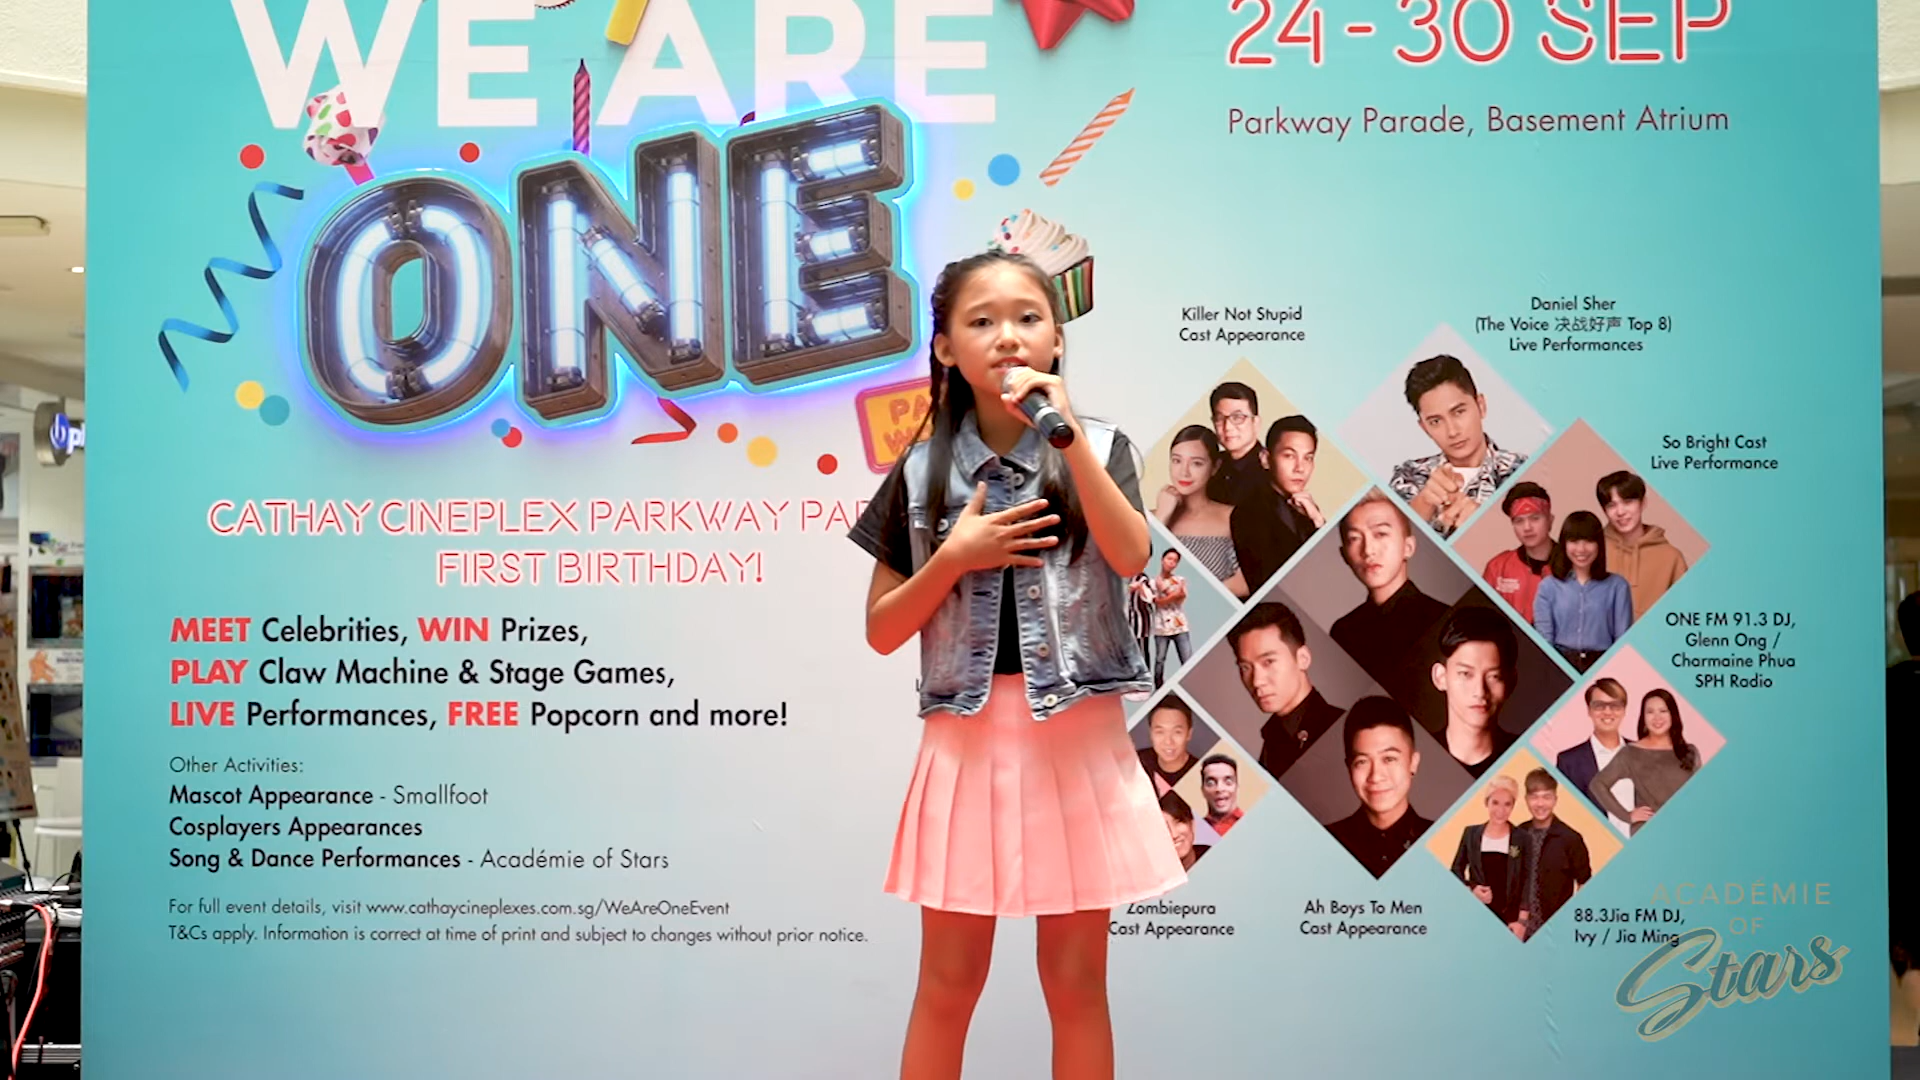 WE ARE
ONE
24 - 30 SEP
Parkway Parade, Basement Atrium
CATHAY CINEPLEX PARKWAY PAR
FIRST BIRTHDAY!
MEET Celebrities, WIN Prizes,
PLAY Claw Machine & Stage Games,
LIVE Performances, FREE Popcorn and more!
Other Activities:
Mascot Appearance - Smallfoot
Cosplayers Appearances
Song & Dance Performances - Académie of Stars
For full event details, visit www.cathaycineplexes.com.sg/WeAreOneEvent
T&Cs apply. Information is correct at time of print and subject to changes without prior notice.
Killer Not Stupid
Cast Appearance
Daniel Sher
(The Voice 决战好声 Top 8)
Live Performances
So Bright Cast
Live Performance
ONE FM 91.3 DJ,
Glenn Ong /
Charmaine Phua
SPH Radio
Zombiepura
Cast Appearance
Ah Boys To Men
Cast Appearance
88.3Jia FM DJ,
Ivy / Jia Ming
ACADÉMIE
OF
Stars